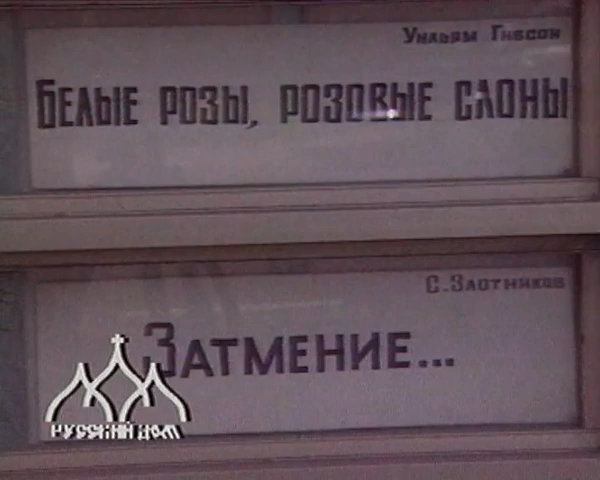 Уильям Гибсон
Белые розы, розовые слоны
С. Злотников
Затмение...
РУССКИЙ ДОМ